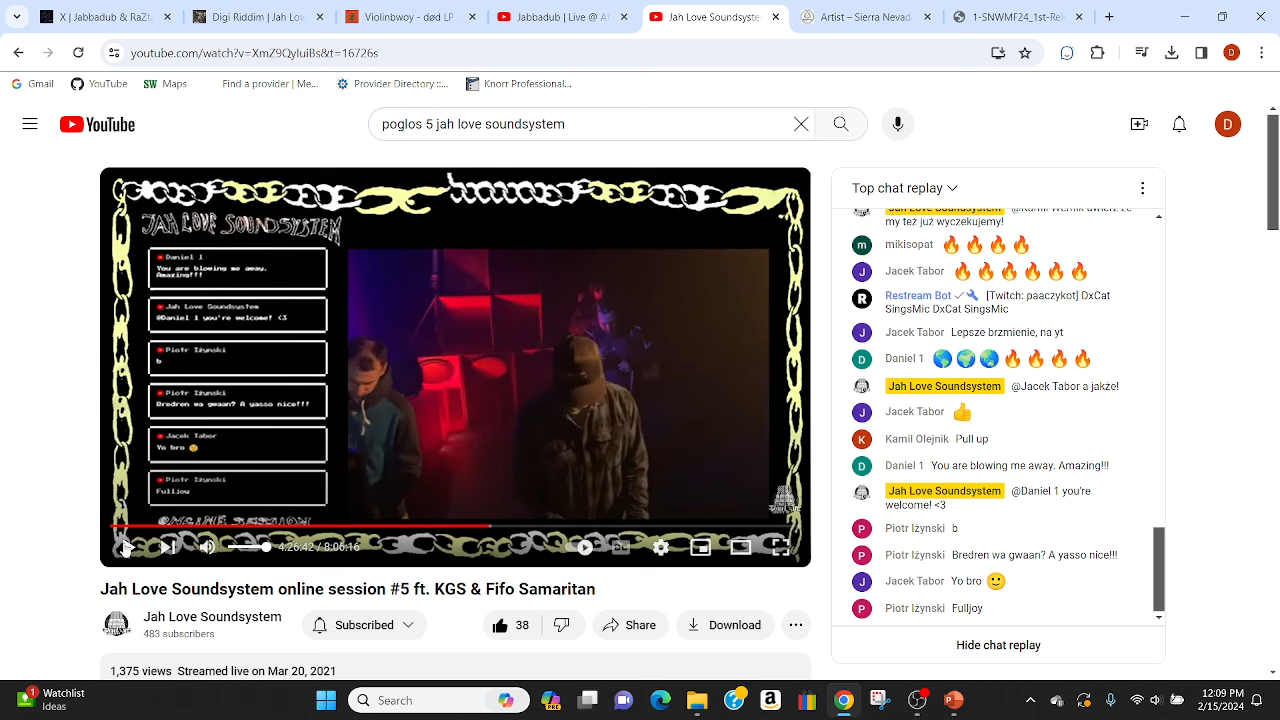 X | Jabbadub & RaZta
Digi Riddim | Jah Lov
Violinbwoy - død LP
Jabbadub | Live @ A
Jah Love Soundsyste
Artist – Sierra Nevad
1-SNWMF24_1st-Rel
youtube.com/watch?v=XmZ9QyIuiBs&t=16726s
Gmail
YouTube
SW Maps
Find a provider | Me...
Provider Directory ::...
Knorr Professional...
YouTube
poglos 5 jah love soundsystem
D
JAH LOVE SOUNDSYSTEM
Daniel 1
You are blowing me away.
Amazing!!!
Jah Love Soundsystem
@Daniel 1 you're welcome! <3
Piotr Iżynski
b
Piotr Iżynski
Bredren wa gwaan? A yasso nice!!!
Jacek Tabor
Yo bro 🙂
Piotr Iżynski
Fulljoy
ONLINE SESSION
4:26:42 / 8:06:16
Jah Love Soundsystem online session #5 ft. KGS & Fifo Samaritan
Jah Love Soundsystem
483 subscribers
Subscribed
38
Share
Download
1,375 views Streamed live on Mar 20, 2021
Top chat replay
my też już wyczekujemy!
mikisopat 🔥🔥🔥🔥
Jacek Tabor 🔥🔥🔥🔥🔥🔥
Restream Bot [Twitch: paaczykot] DxCat
SingsMic DxCat SingsMic
Jacek Tabor Lepsze brzmienie, na yt
Daniel 1 🌎🌍🌏🔥🔥🔥🔥
Jah Love Soundsystem @Jacek Tabor a jakże!
Jacek Tabor 👍
Kamil Olejnik Pull up
Daniel 1 You are blowing me away. Amazing!!!
Jah Love Soundsystem @Daniel 1 you're
welcome! <3
Piotr Iżynski b
Piotr Iżynski Bredren wa gwaan? A yasso nice!!!
Jacek Tabor Yo bro 🙂
Piotr Iżynski Fulljoy
Hide chat replay
1
Watchlist
Ideas
Search
12:09 PM
2/15/2024